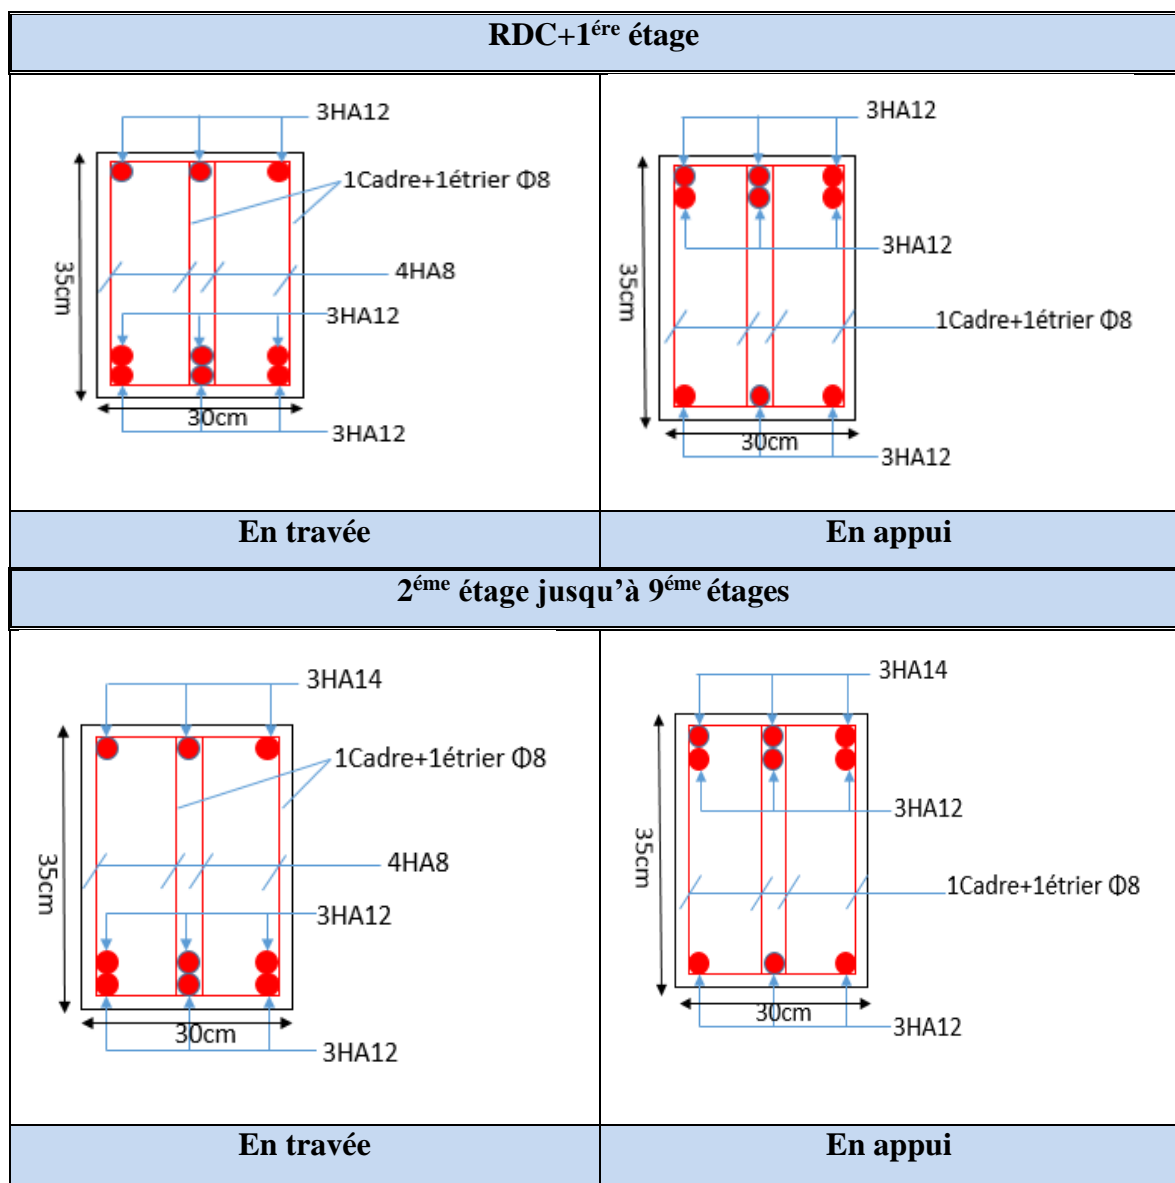 RDC+1ére étage
3HA12
1Cadre+1étrier Φ8
4HA8
3HA12
35cm
30cm
3HA12
3HA12
3HA12
35cm
1Cadre+1étrier Φ8
30cm
3HA12
En travée
En appui
2éme étage jusqu’à 9éme étages
3HA14
1Cadre+1étrier Φ8
4HA8
35cm
3HA12
30cm
3HA12
3HA14
3HA12
35cm
1Cadre+1étrier Φ8
30cm
3HA12
En travée
En appui